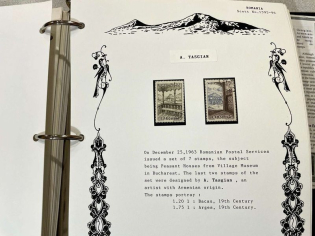 ROMANIA
A. TASGIAN
On December 25,1965 Romanian Postal Services
issued a set of 7 stamps, the subject
being Peasant Houses from Village Museum
in Bucharest. The last two stamps of
the set were designed by A. Tasgian, an
artist with Armenian origin.
The stamps portray :
1.20 l : Bacau, 19th Century
1.75 l : Arges, 19th Century.